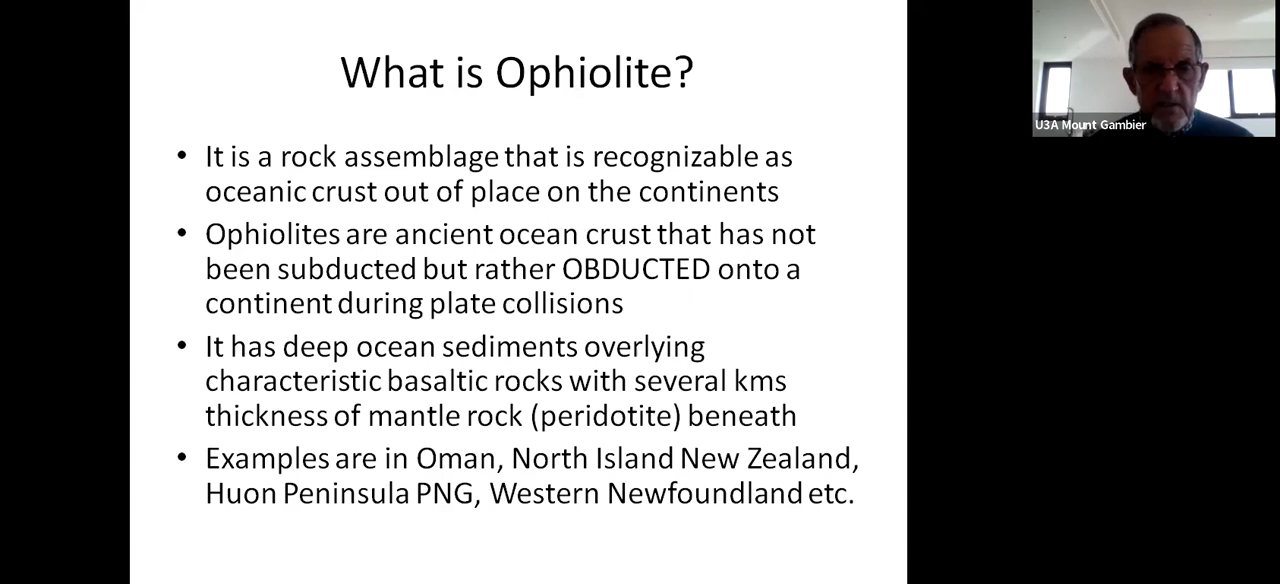 What is Ophiolite?
• It is a rock assemblage that is recognizable as
oceanic crust out of place on the continents
• Ophiolites are ancient ocean crust that has not
been subducted but rather OBDUCTED onto a
continent during plate collisions
• It has deep ocean sediments overlying
characteristic basaltic rocks with several kms
thickness of mantle rock (peridotite) beneath
• Examples are in Oman, North Island New Zealand,
Huon Peninsula PNG, Western Newfoundland etc.
U3A Mount Gambier